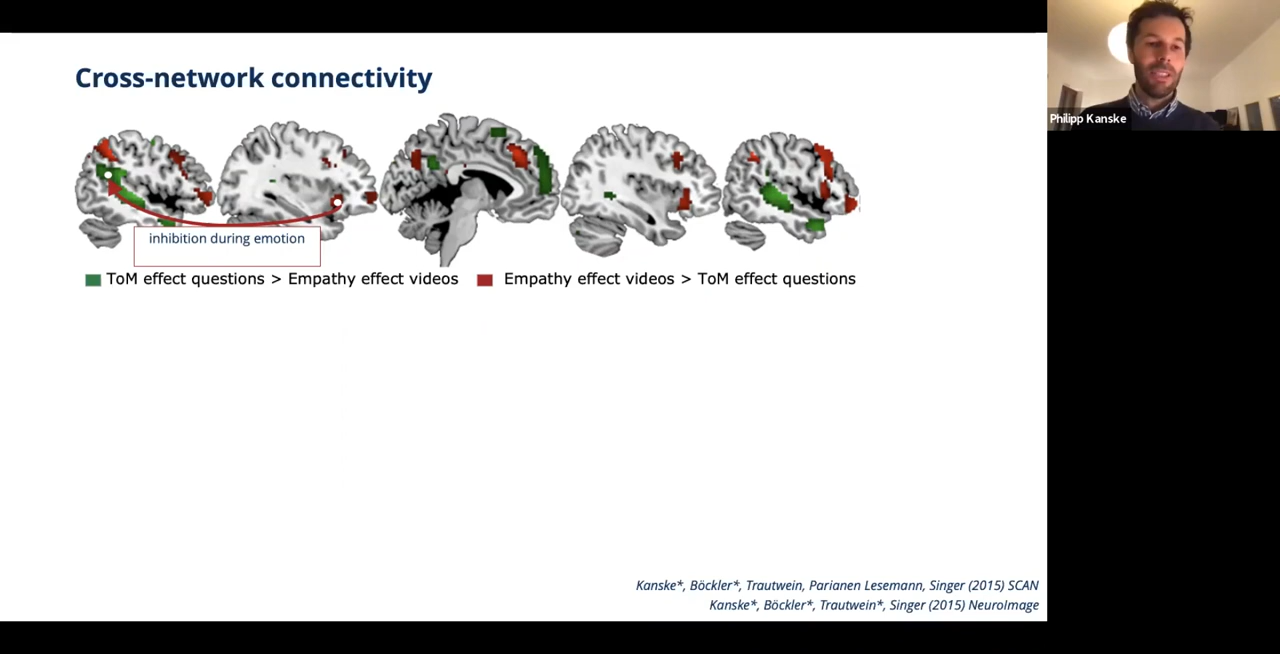 Cross-network connectivity
Philipp Kanske
inhibition during emotion
ToM effect questions > Empathy effect videos
Empathy effect videos > ToM effect questions
Kanske*, Böckler*, Trautwein, Parianen Lesemann, Singer (2015) SCAN
Kanske*, Böckler*, Trautwein*, Singer (2015) NeuroImage